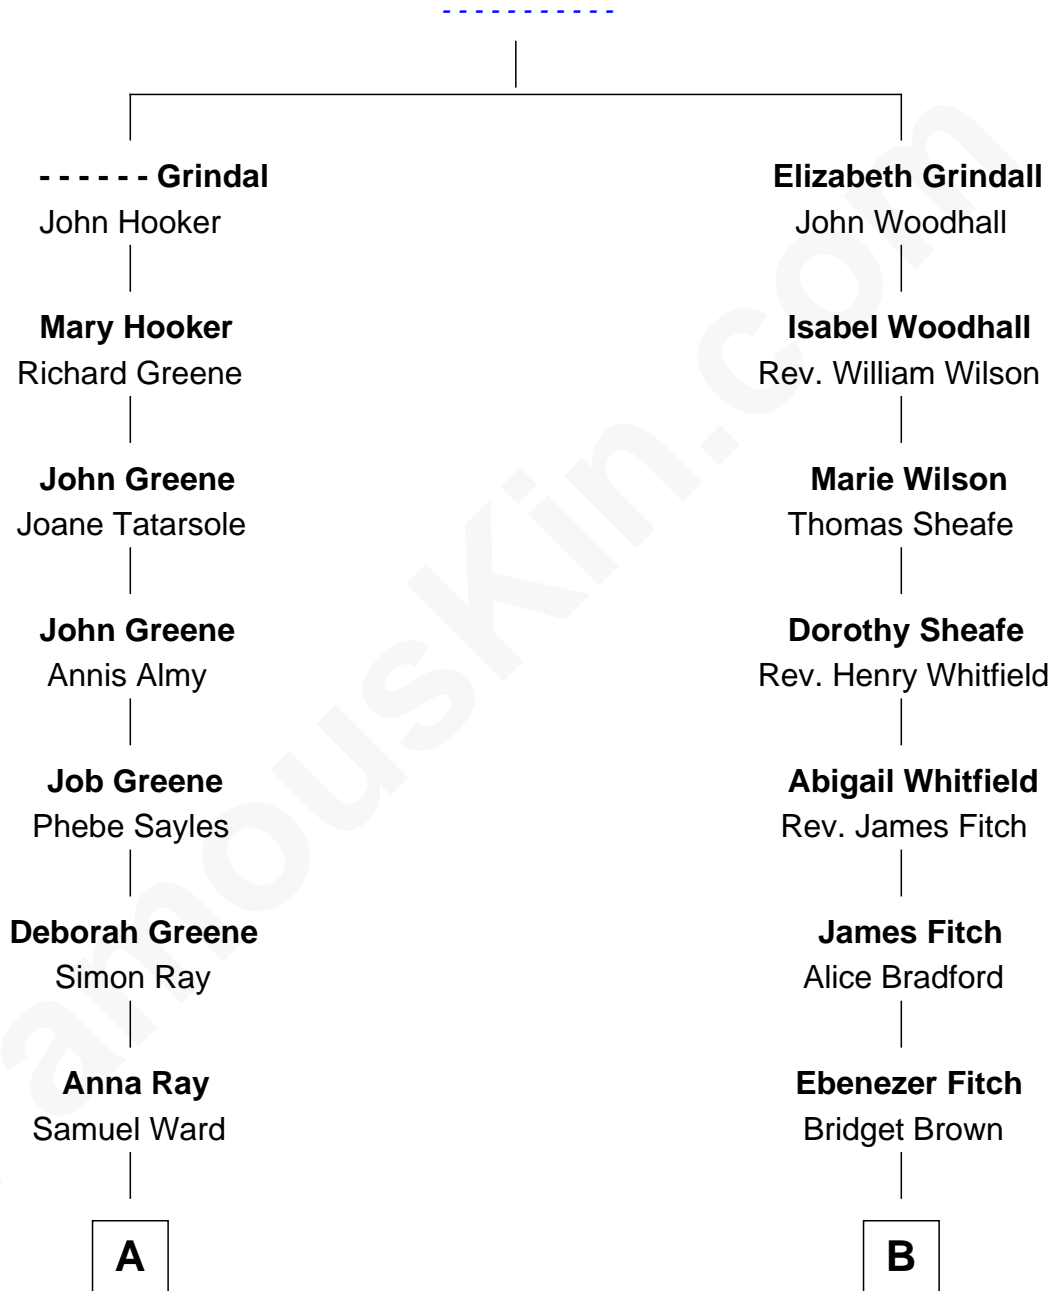 - - - - - - - - - - -
- - - - - - Grindal
John Hooker
Elizabeth Grindall
John Woodhall
Mary Hooker
Richard Greene
Isabel Woodhall
Rev. William Wilson
John Greene
Joane Tatarsole
Marie Wilson
Thomas Sheafe
John Greene
Annis Almy
Dorothy Sheafe
Rev. Henry Whitfield
Job Greene
Phebe Sayles
Abigail Whitfield
Rev. James Fitch
Deborah Greene
Simon Ray
James Fitch
Alice Bradford
Anna Ray
Samuel Ward
Ebenezer Fitch
Bridget Brown
A
B
amouskin.com